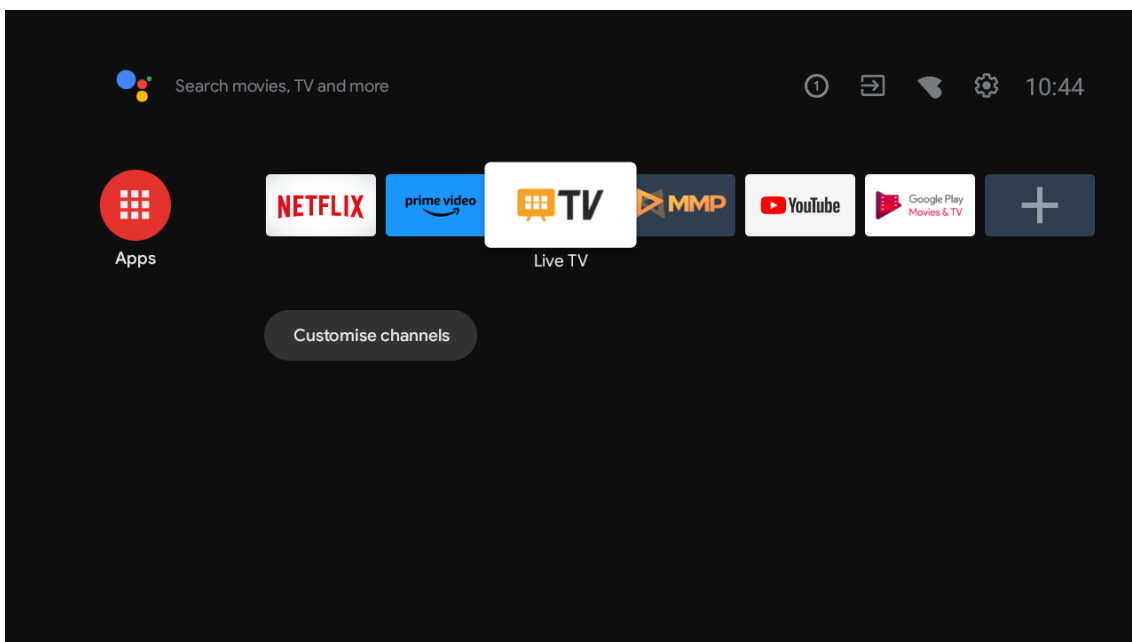 Search movies, TV and more
1
10:44
NETFLIX
prime video
TV
MMP
YouTube
Google Play
Movies & TV
Apps
Live TV
Customise channels